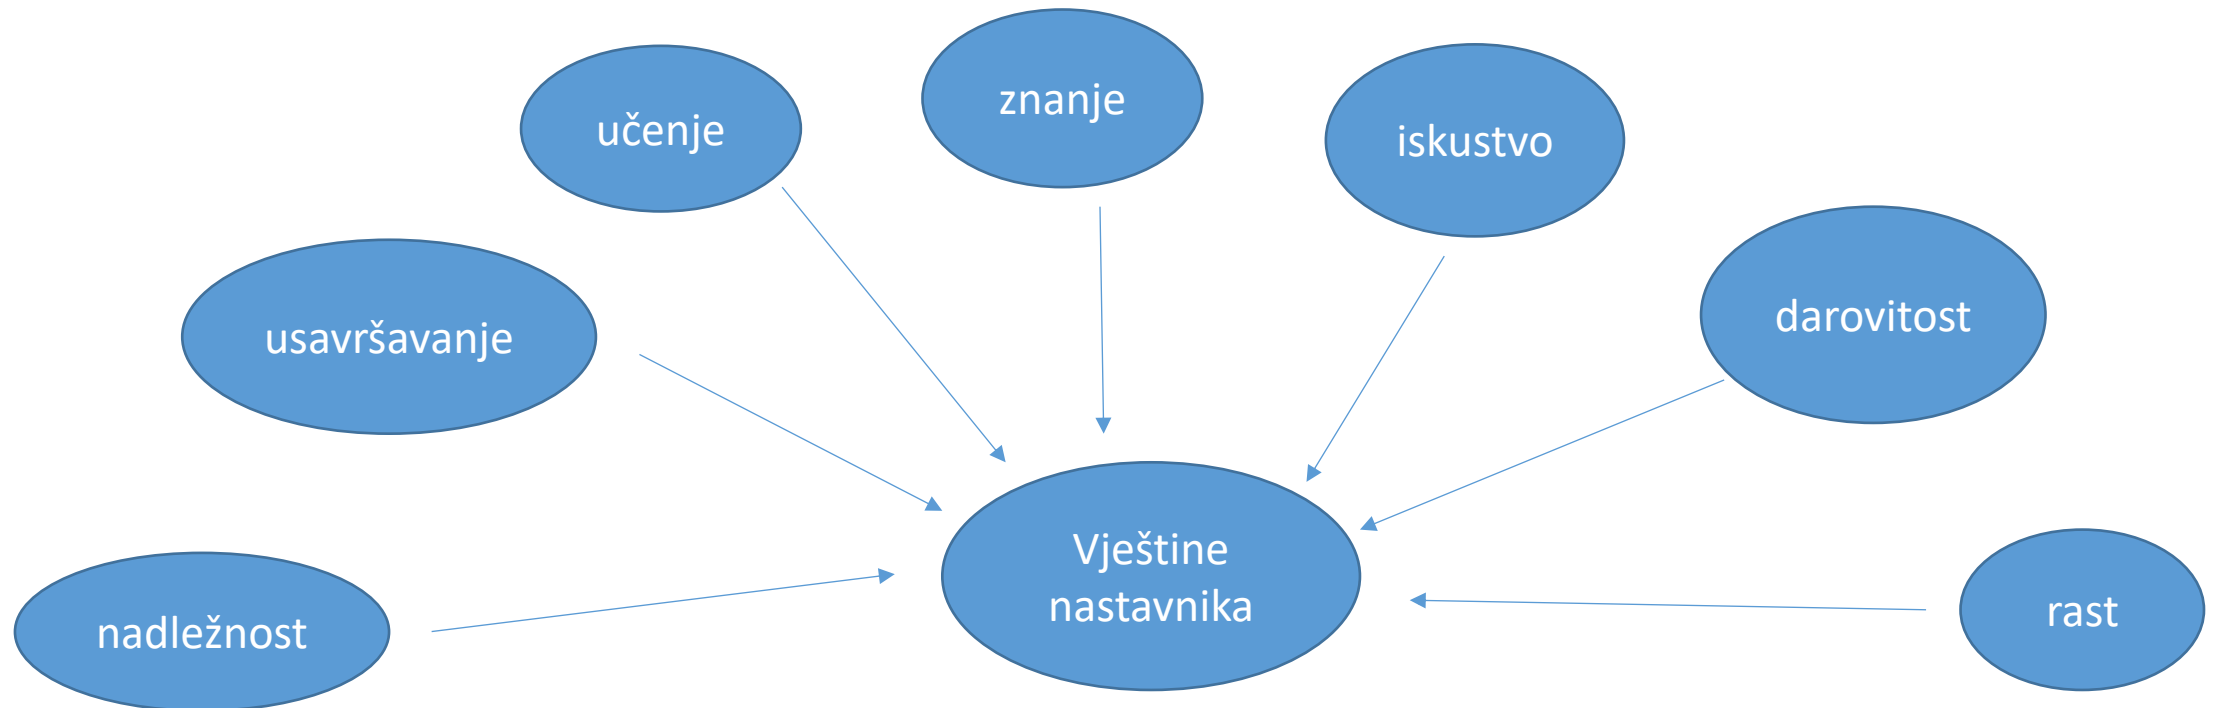 znanje
učenje
iskustvo
darovitost
usavršavanje
Vještine
nastavnika
rast
nadležnost